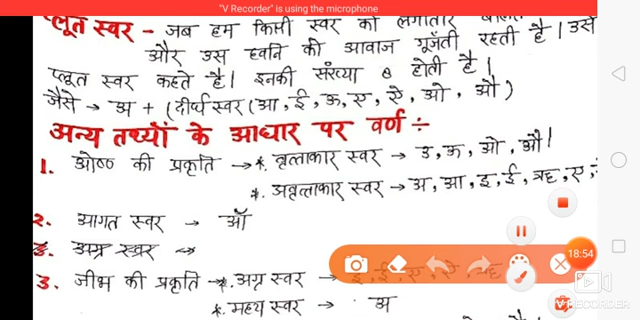 "V Recorder" is using the microphone
प्लूत स्वर - जब हम किसी स्वर को लगातार
और उस ध्वनि की आवाज गूजँती रहती है। उसे
प्लूत स्वर कहते है। इनकी संख्या 8 होती है।
जैसे → अ + (दीर्घ स्वर (आ, ई, ऊ, ए, ऐ, ओ, औ)
अन्य तथ्यों के आधार पर वर्ण ÷
1. ओष्ठ की प्रकृति → *. वृत्ताकार स्वर → उ, ऊ, ओ, औ।
*. अवृत्ताकार स्वर → अ, आ, इ, ई, ऋ, ए,
2. आगत स्वर → ऑ
3. अग्र स्वर →
3. जीभ की प्रकृति → *. अग्र स्वर → इ, ई, ए, ऐ, ऋ
*. मध्य स्वर → अ
18:54
V RECORDER